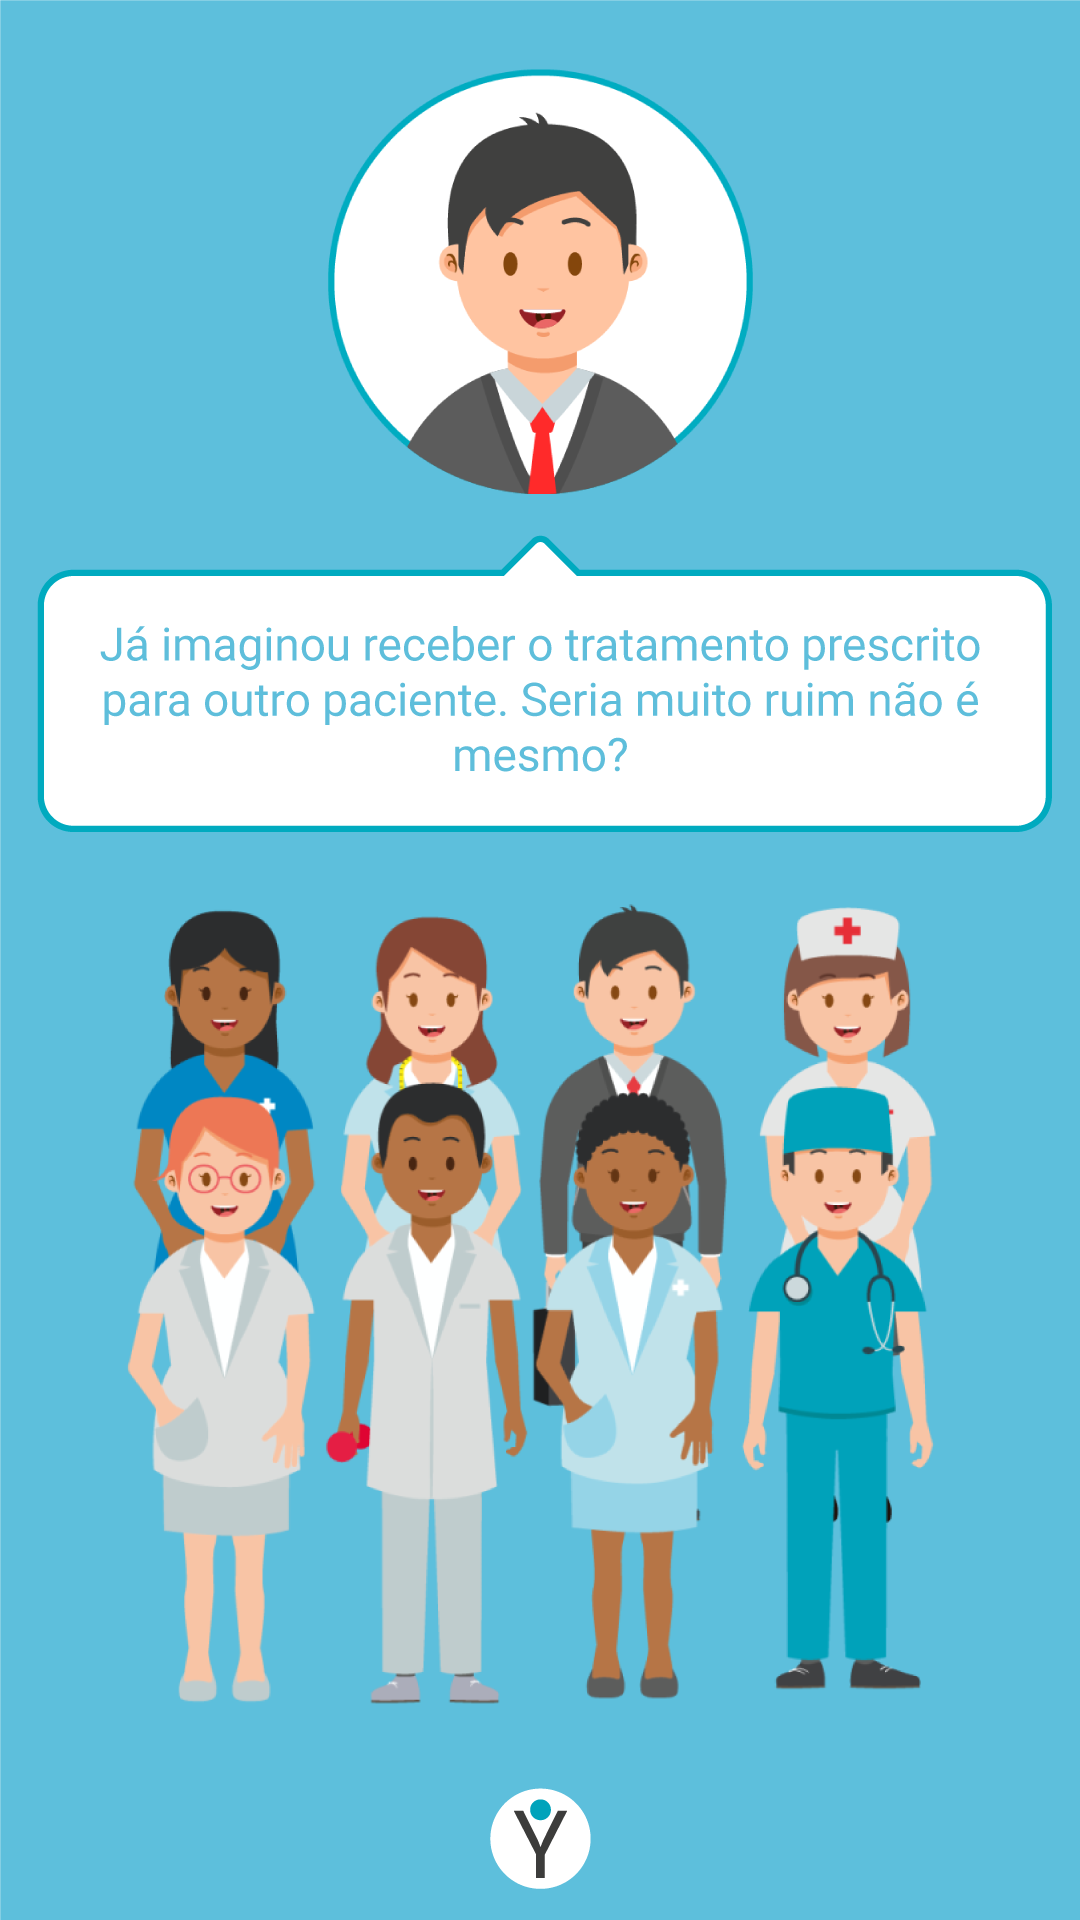 Já imaginou receber o tratamento prescrito
para outro paciente. Seria muito ruim não é
mesmo?